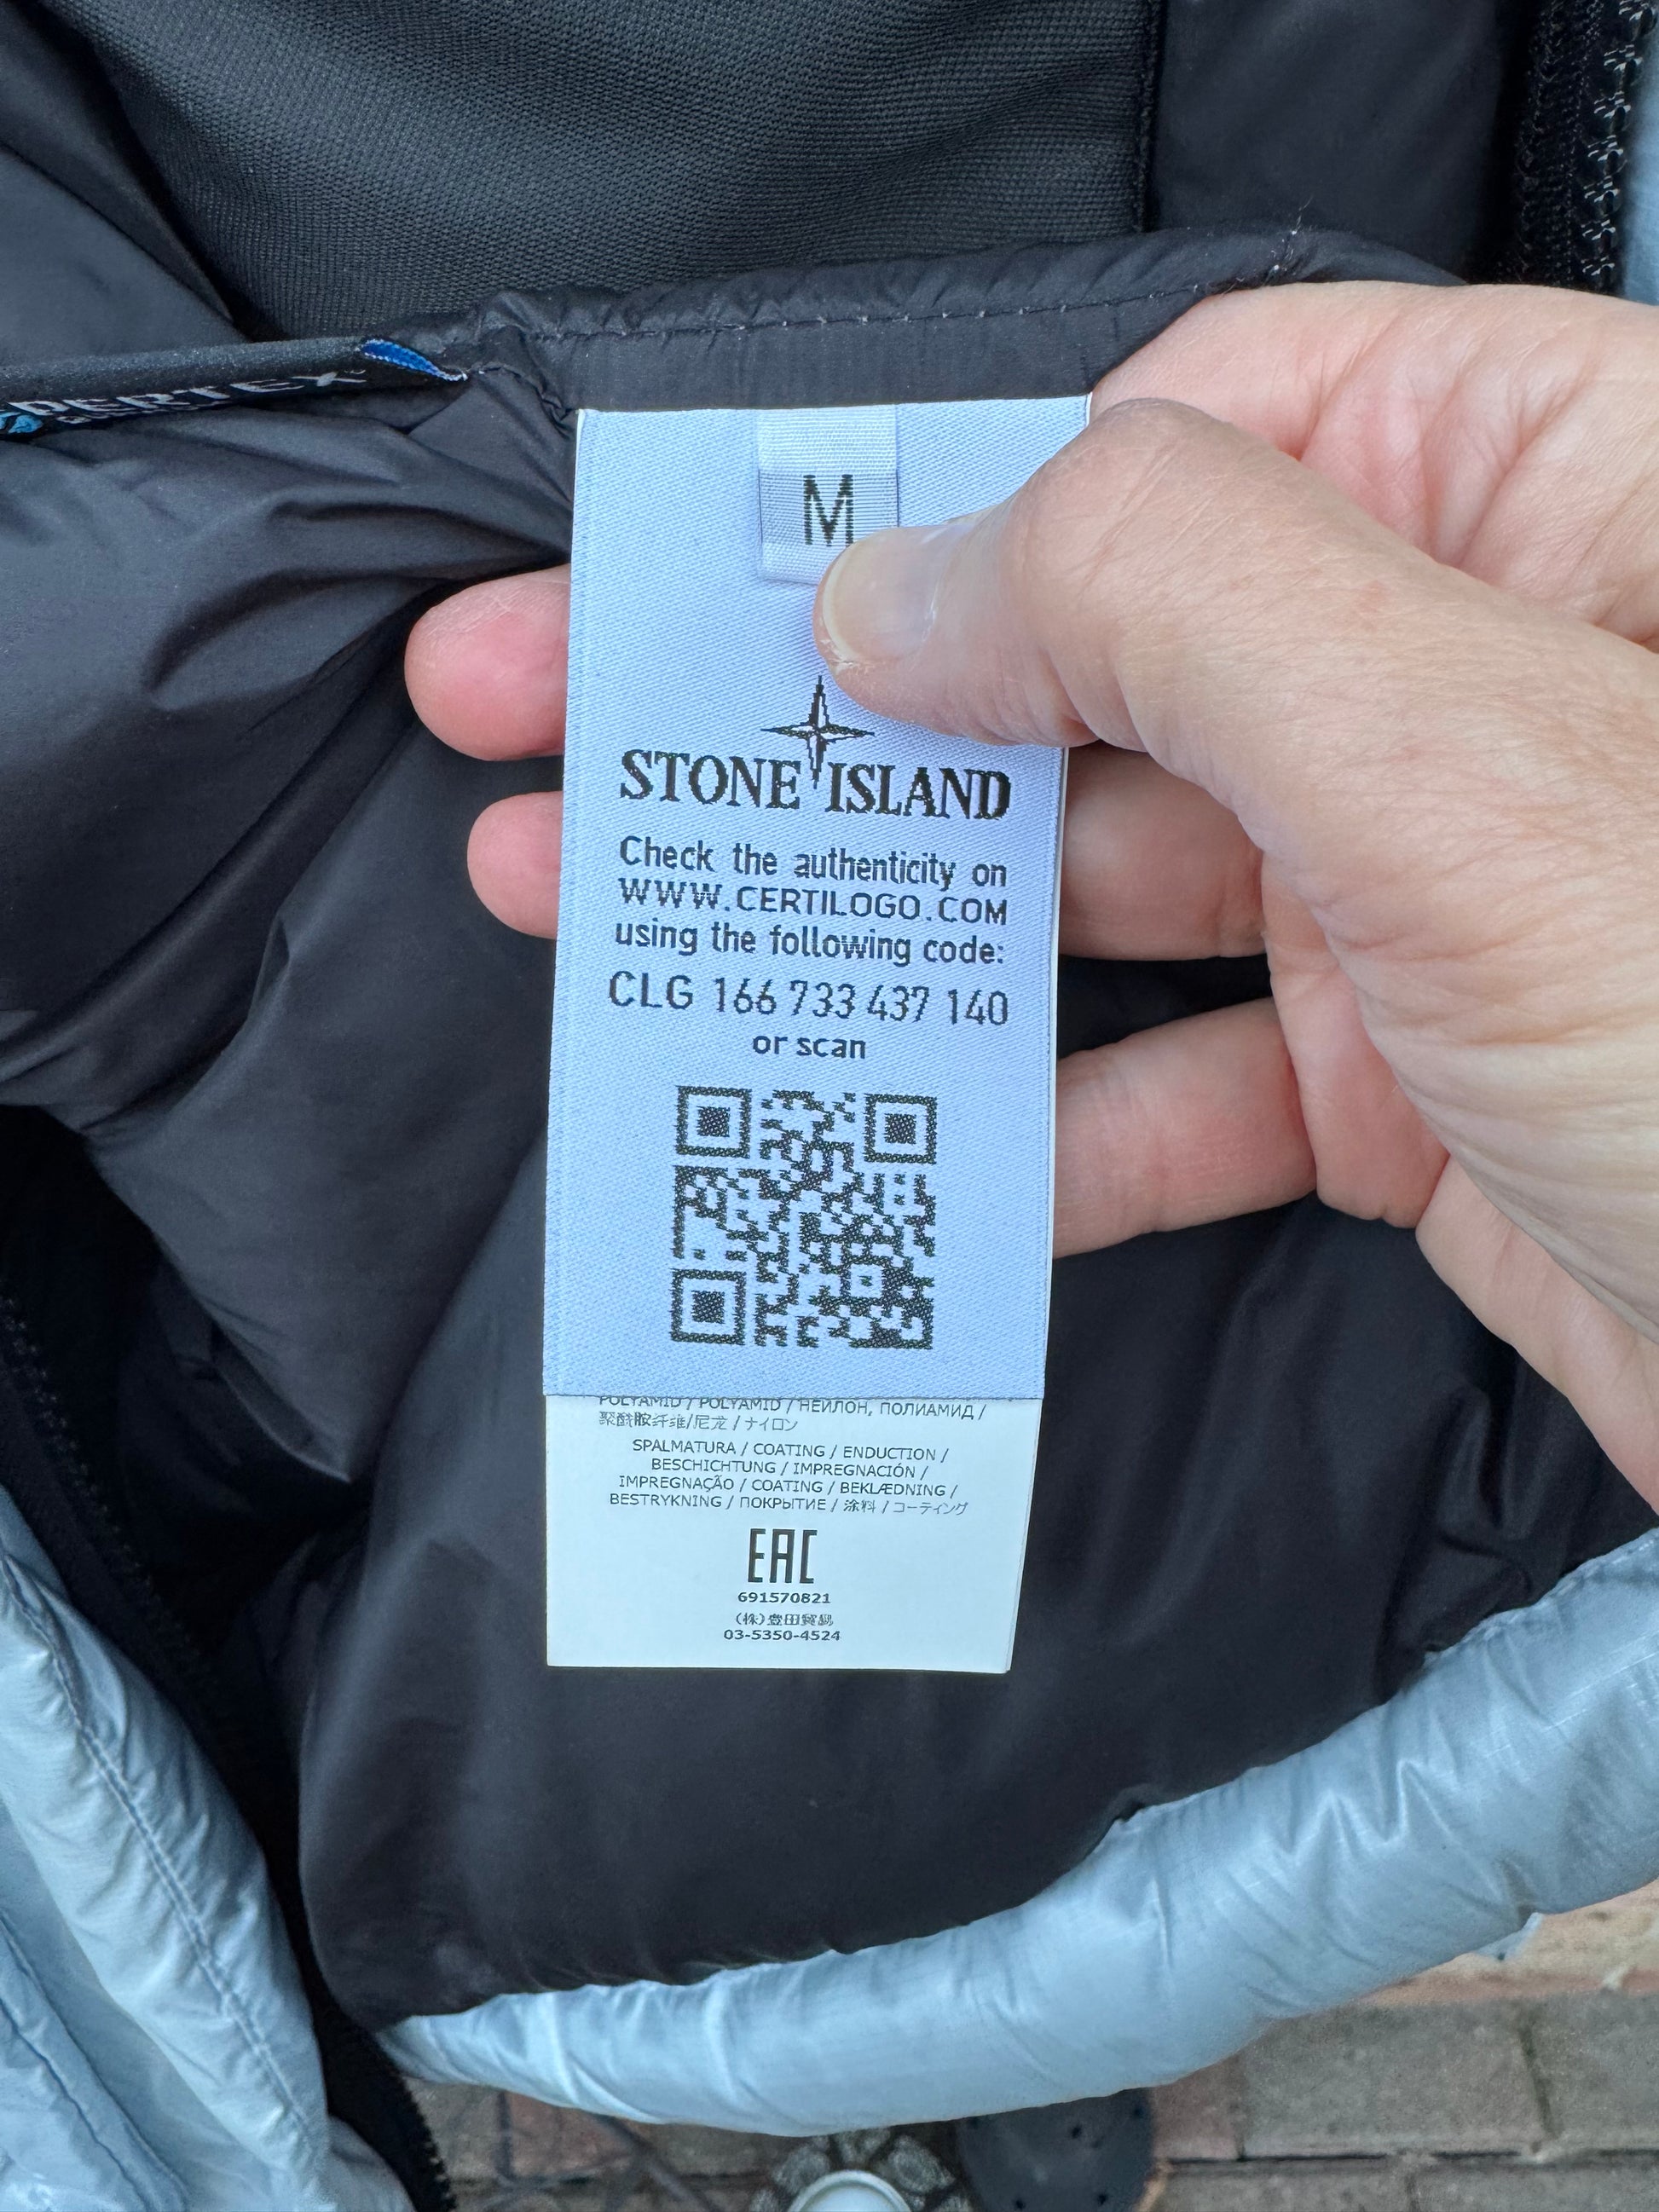 PERTEX
M
STONE ISLAND
Check the authenticity on
WWW.CERTILOGO.COM
using the following code:
CLG 166 733 437 140
or scan
POLYAMID / POLYAMID / НЕЙЛОН, ПОЛИАМИД /
聚酰胺纤维/尼龙 / ナイロン
SPALMATURA / COATING / ENDUCTION /
BESCHICHTUNG / IMPREGNACIÓN /
IMPREGNAÇÃO / COATING / BEKLÆDNING /
BESTRYKNING / ПОКРЫТИЕ / 涂料 / コーティング
EAC
691570821
(株)豊田貿易
03-5350-4524